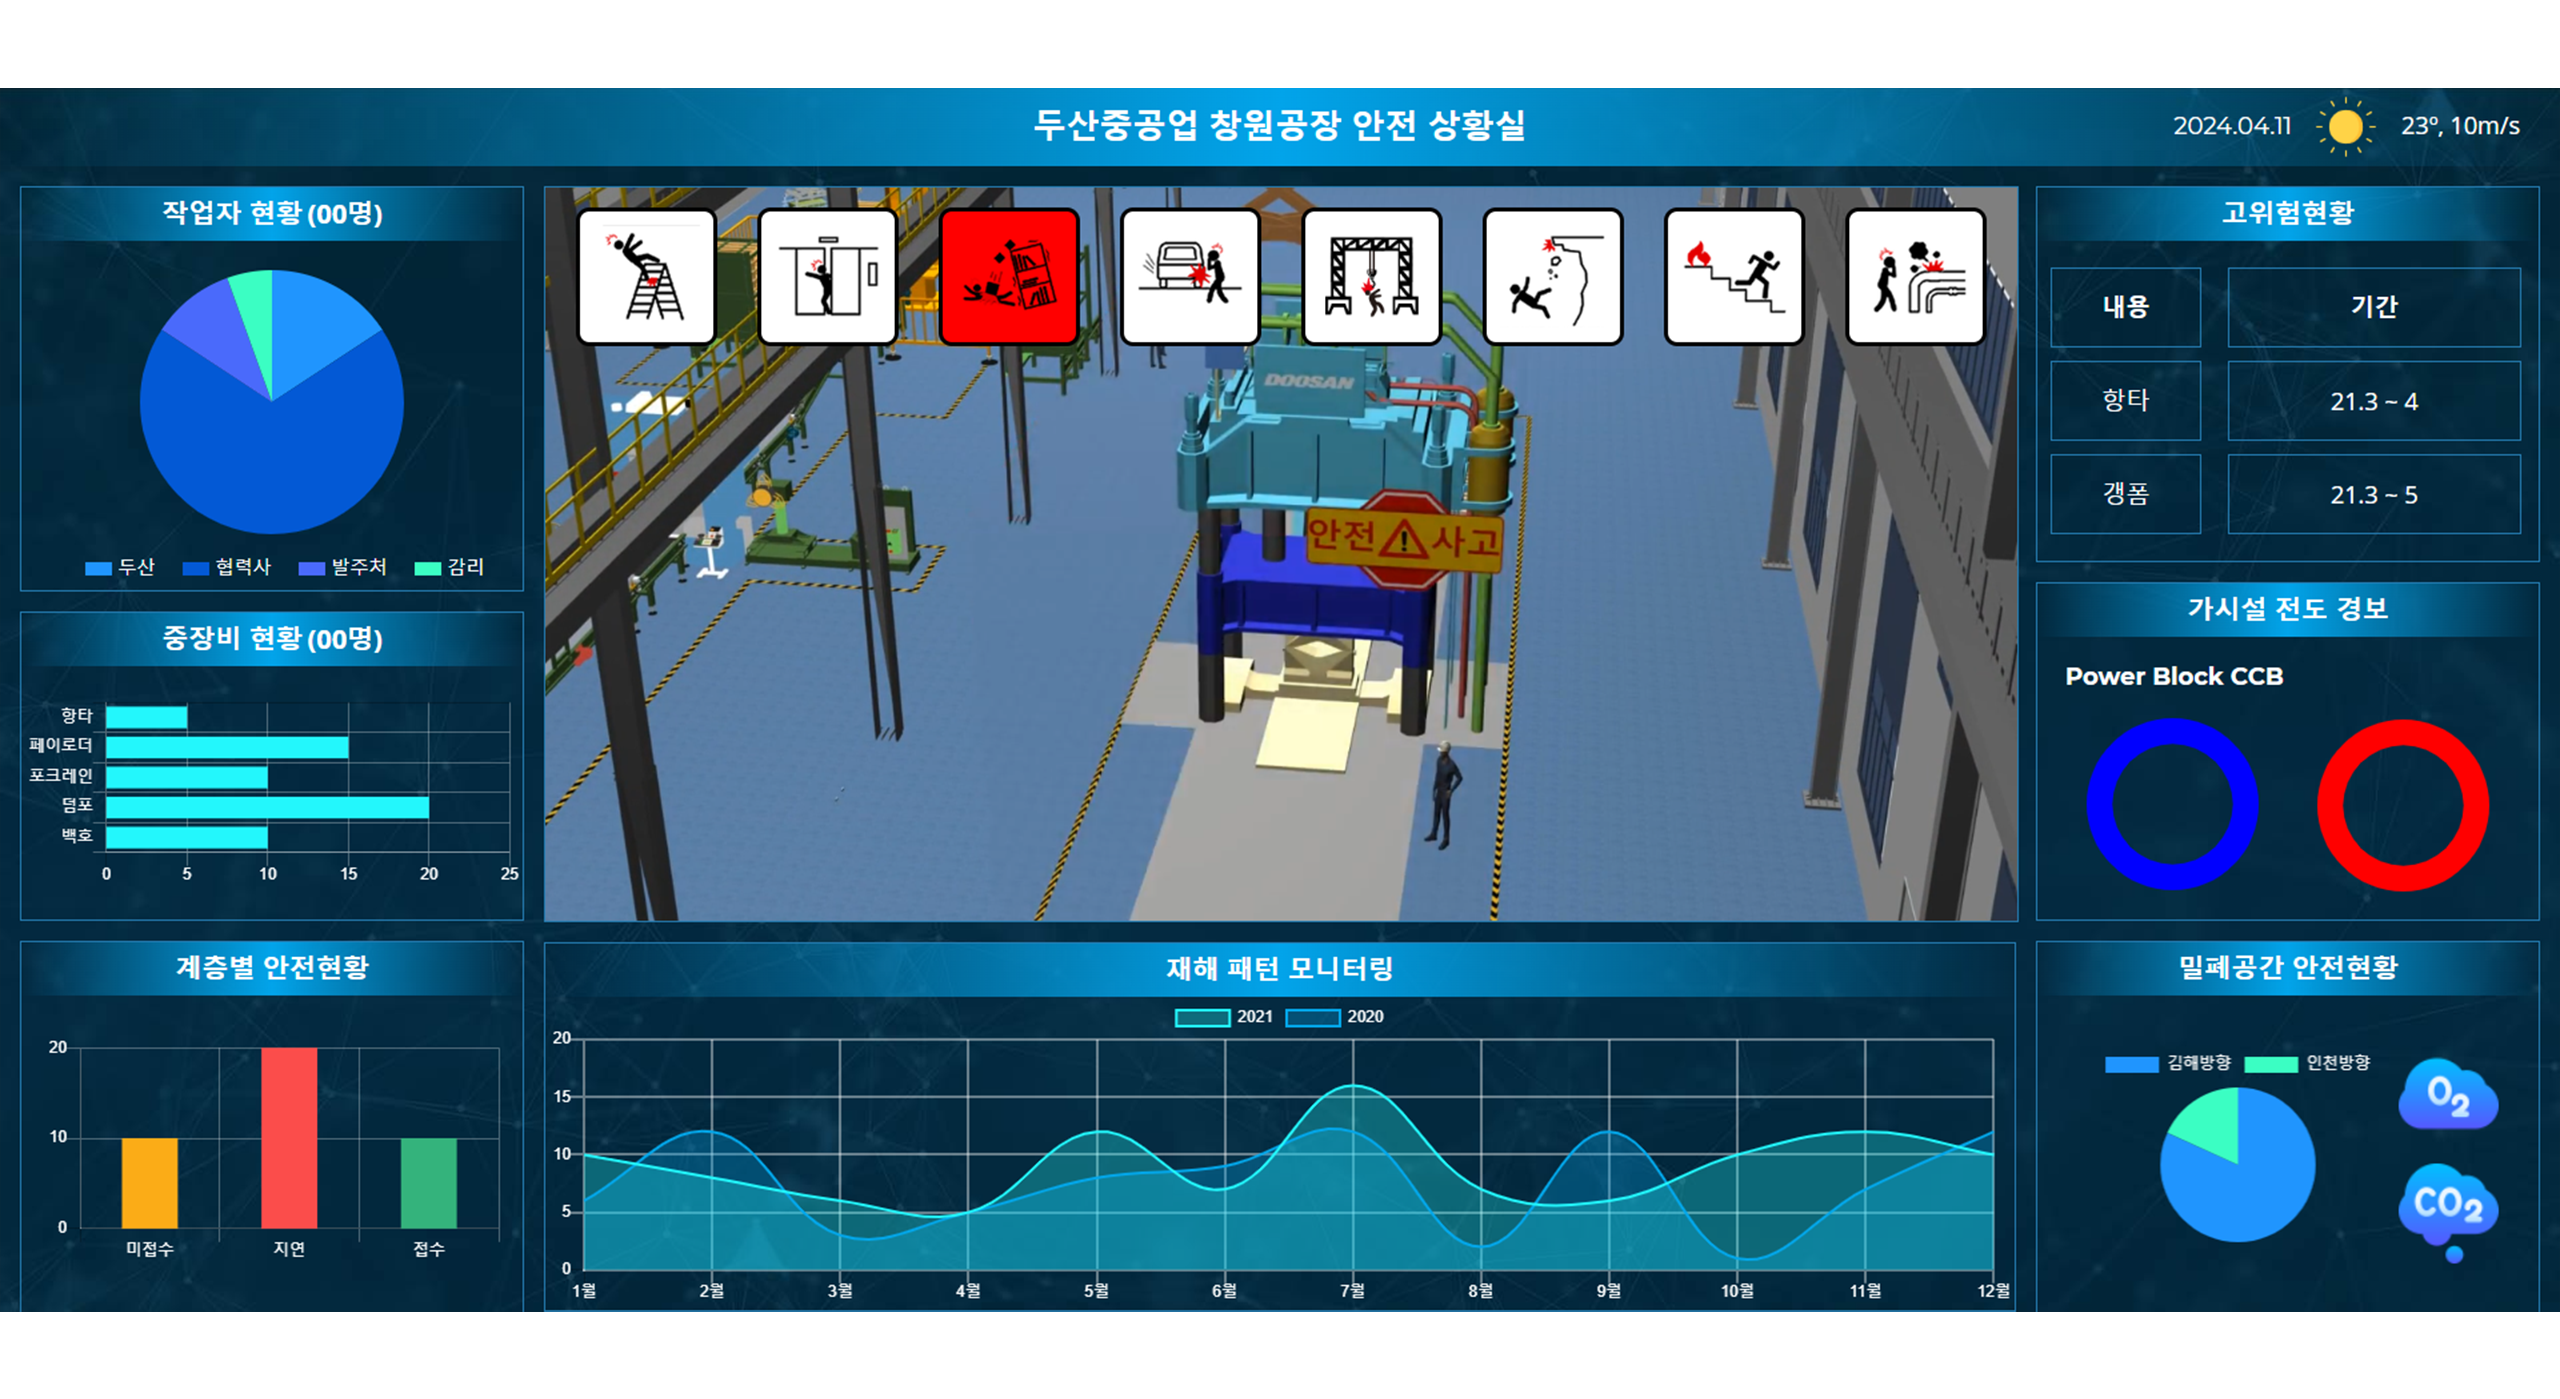 두산중공업 창원공장 안전 상황실
2024.04.11
23º, 10m/s
작업자 현황 (00명)
두산 협력사 발주처 감리
중장비 현황 (00명)
항타
페이로더
포크레인
덤포
백호
0 5 10 15 20 25
계층별 안전현황
20
10
0
미접수 지연 접수
DOOSAN
안전 ! 사고
재해 패턴 모니터링
2021 2020
20
15
10
5
0
1월 2월 3월 4월 5월 6월 7월 8월 9월 10월 11월 12월
고위험현황
내용 기간
항타 21.3 ~ 4
갱폼 21.3 ~ 5
가시설 전도 경보
Power Block CCB
밀폐공간 안전현황
김해방향 인천방향
O2
CO2